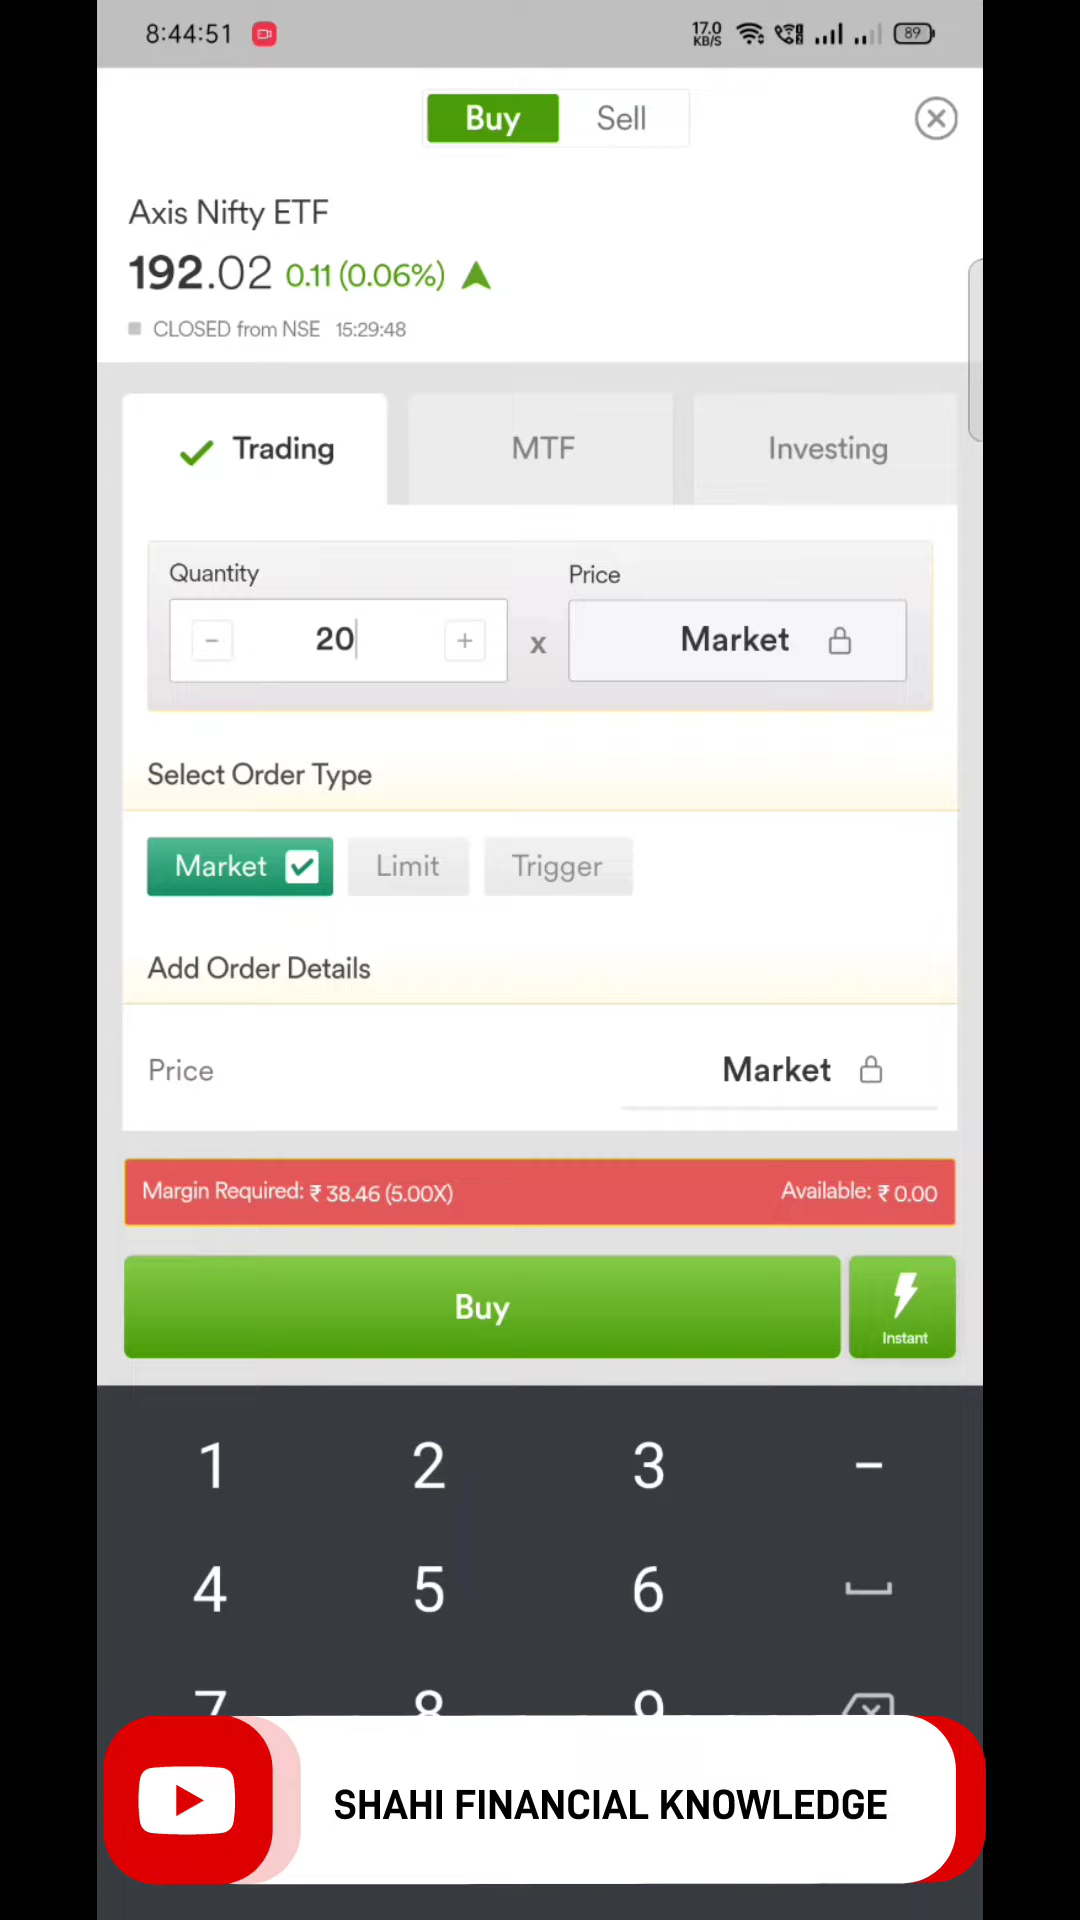 8:44:51 17.0 KB/S 89
Buy Sell
Axis Nifty ETF
192.02 0.11 (0.06%)
CLOSED from NSE 15:29:48
Trading MTF Investing
Quantity Price
- 20 + x Market
Select Order Type
Market Limit Trigger
Add Order Details
Price Market
Margin Required: ₹ 38.46 (5.00X) Available: ₹ 0.00
Buy Instant
1 2 3 -
4 5 6
7 8 9
SHAHI FINANCIAL KNOWLEDGE